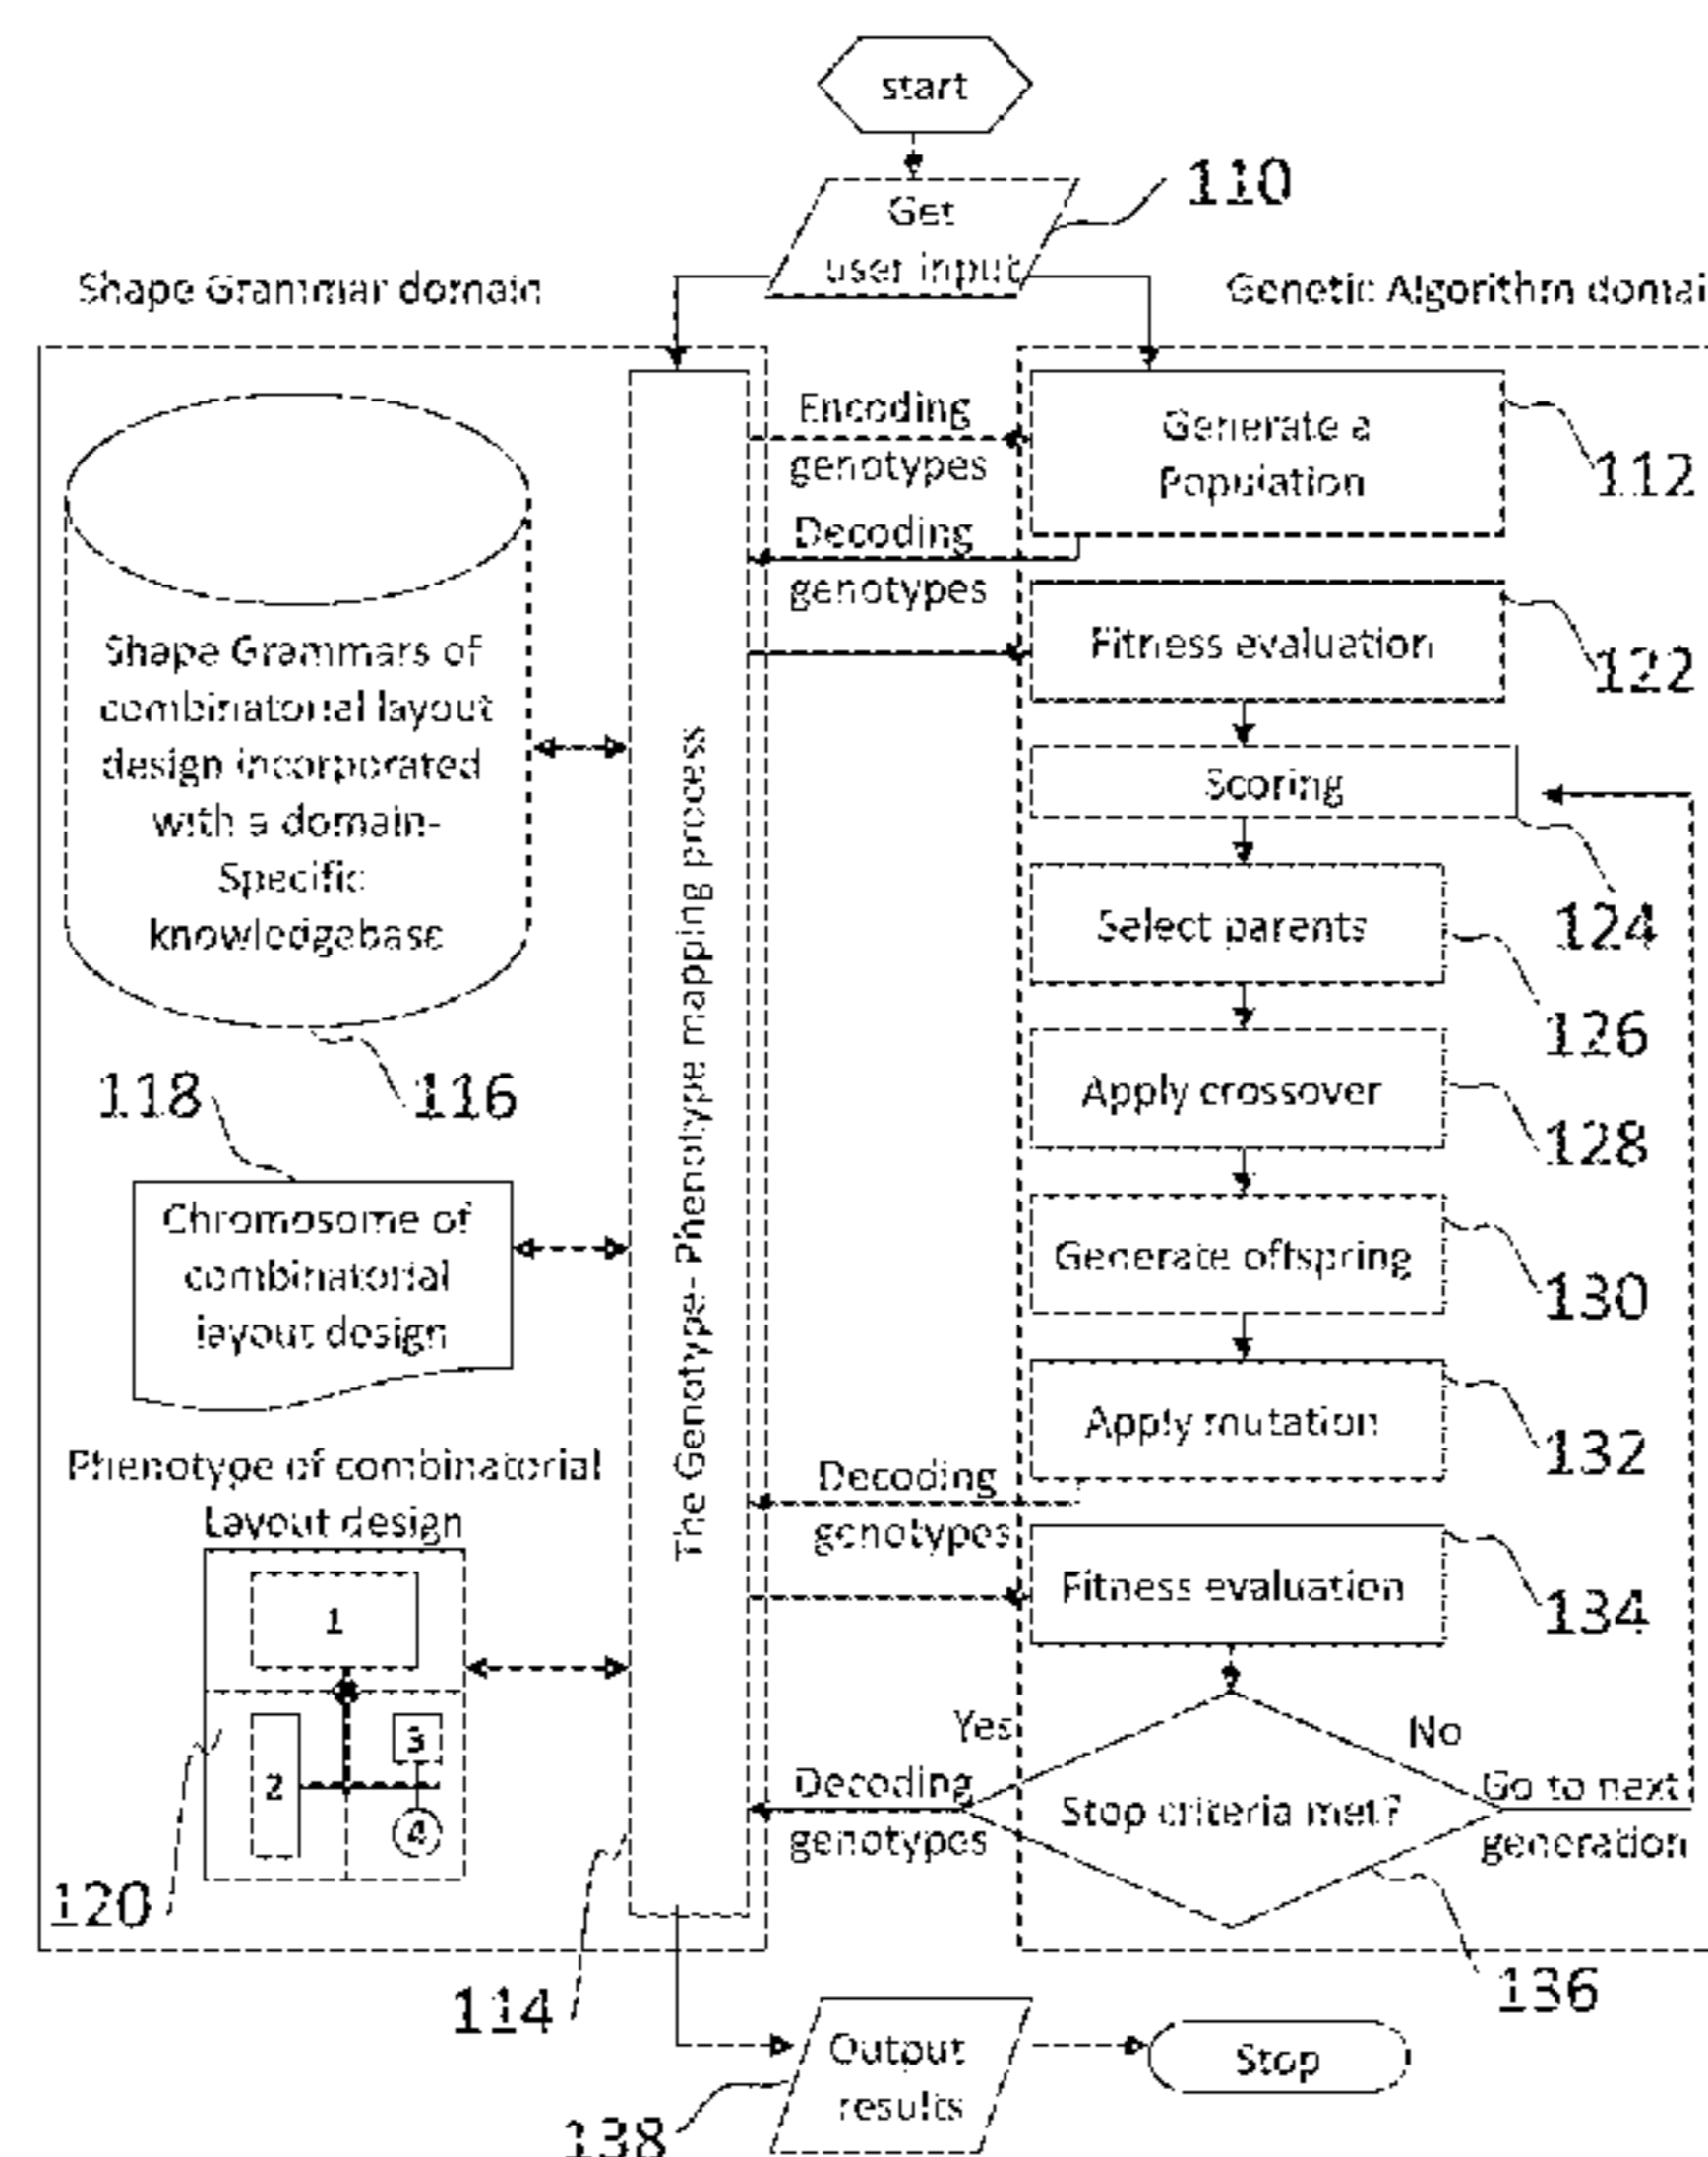 start
Get
user input
110
Shape Grammar domain
Genetic Algorithm domai
Encoding
genotypes
Generate a
Population
112
Decoding
genotypes
Fitness evaluation
122
Shape Grammars of
combinatorial layout
design incorporated
with a domain-
Specific
knowledgebase
116
The Genotype- Phenotype mapping process
Scoring
124
Select parents
126
Apply crossover
128
118
Chromosome of
combinatorial
layout design
Generate offspring
130
Apply mutation
132
Phenotype of combinatorial
Layout design
1
2
3
4
120
Decoding
genotypes
Fitness evaluation
134
Yes
No
Decoding
genotypes
Stop criteria met?
Go to next
generation
136
114
Output
results
138
Stop